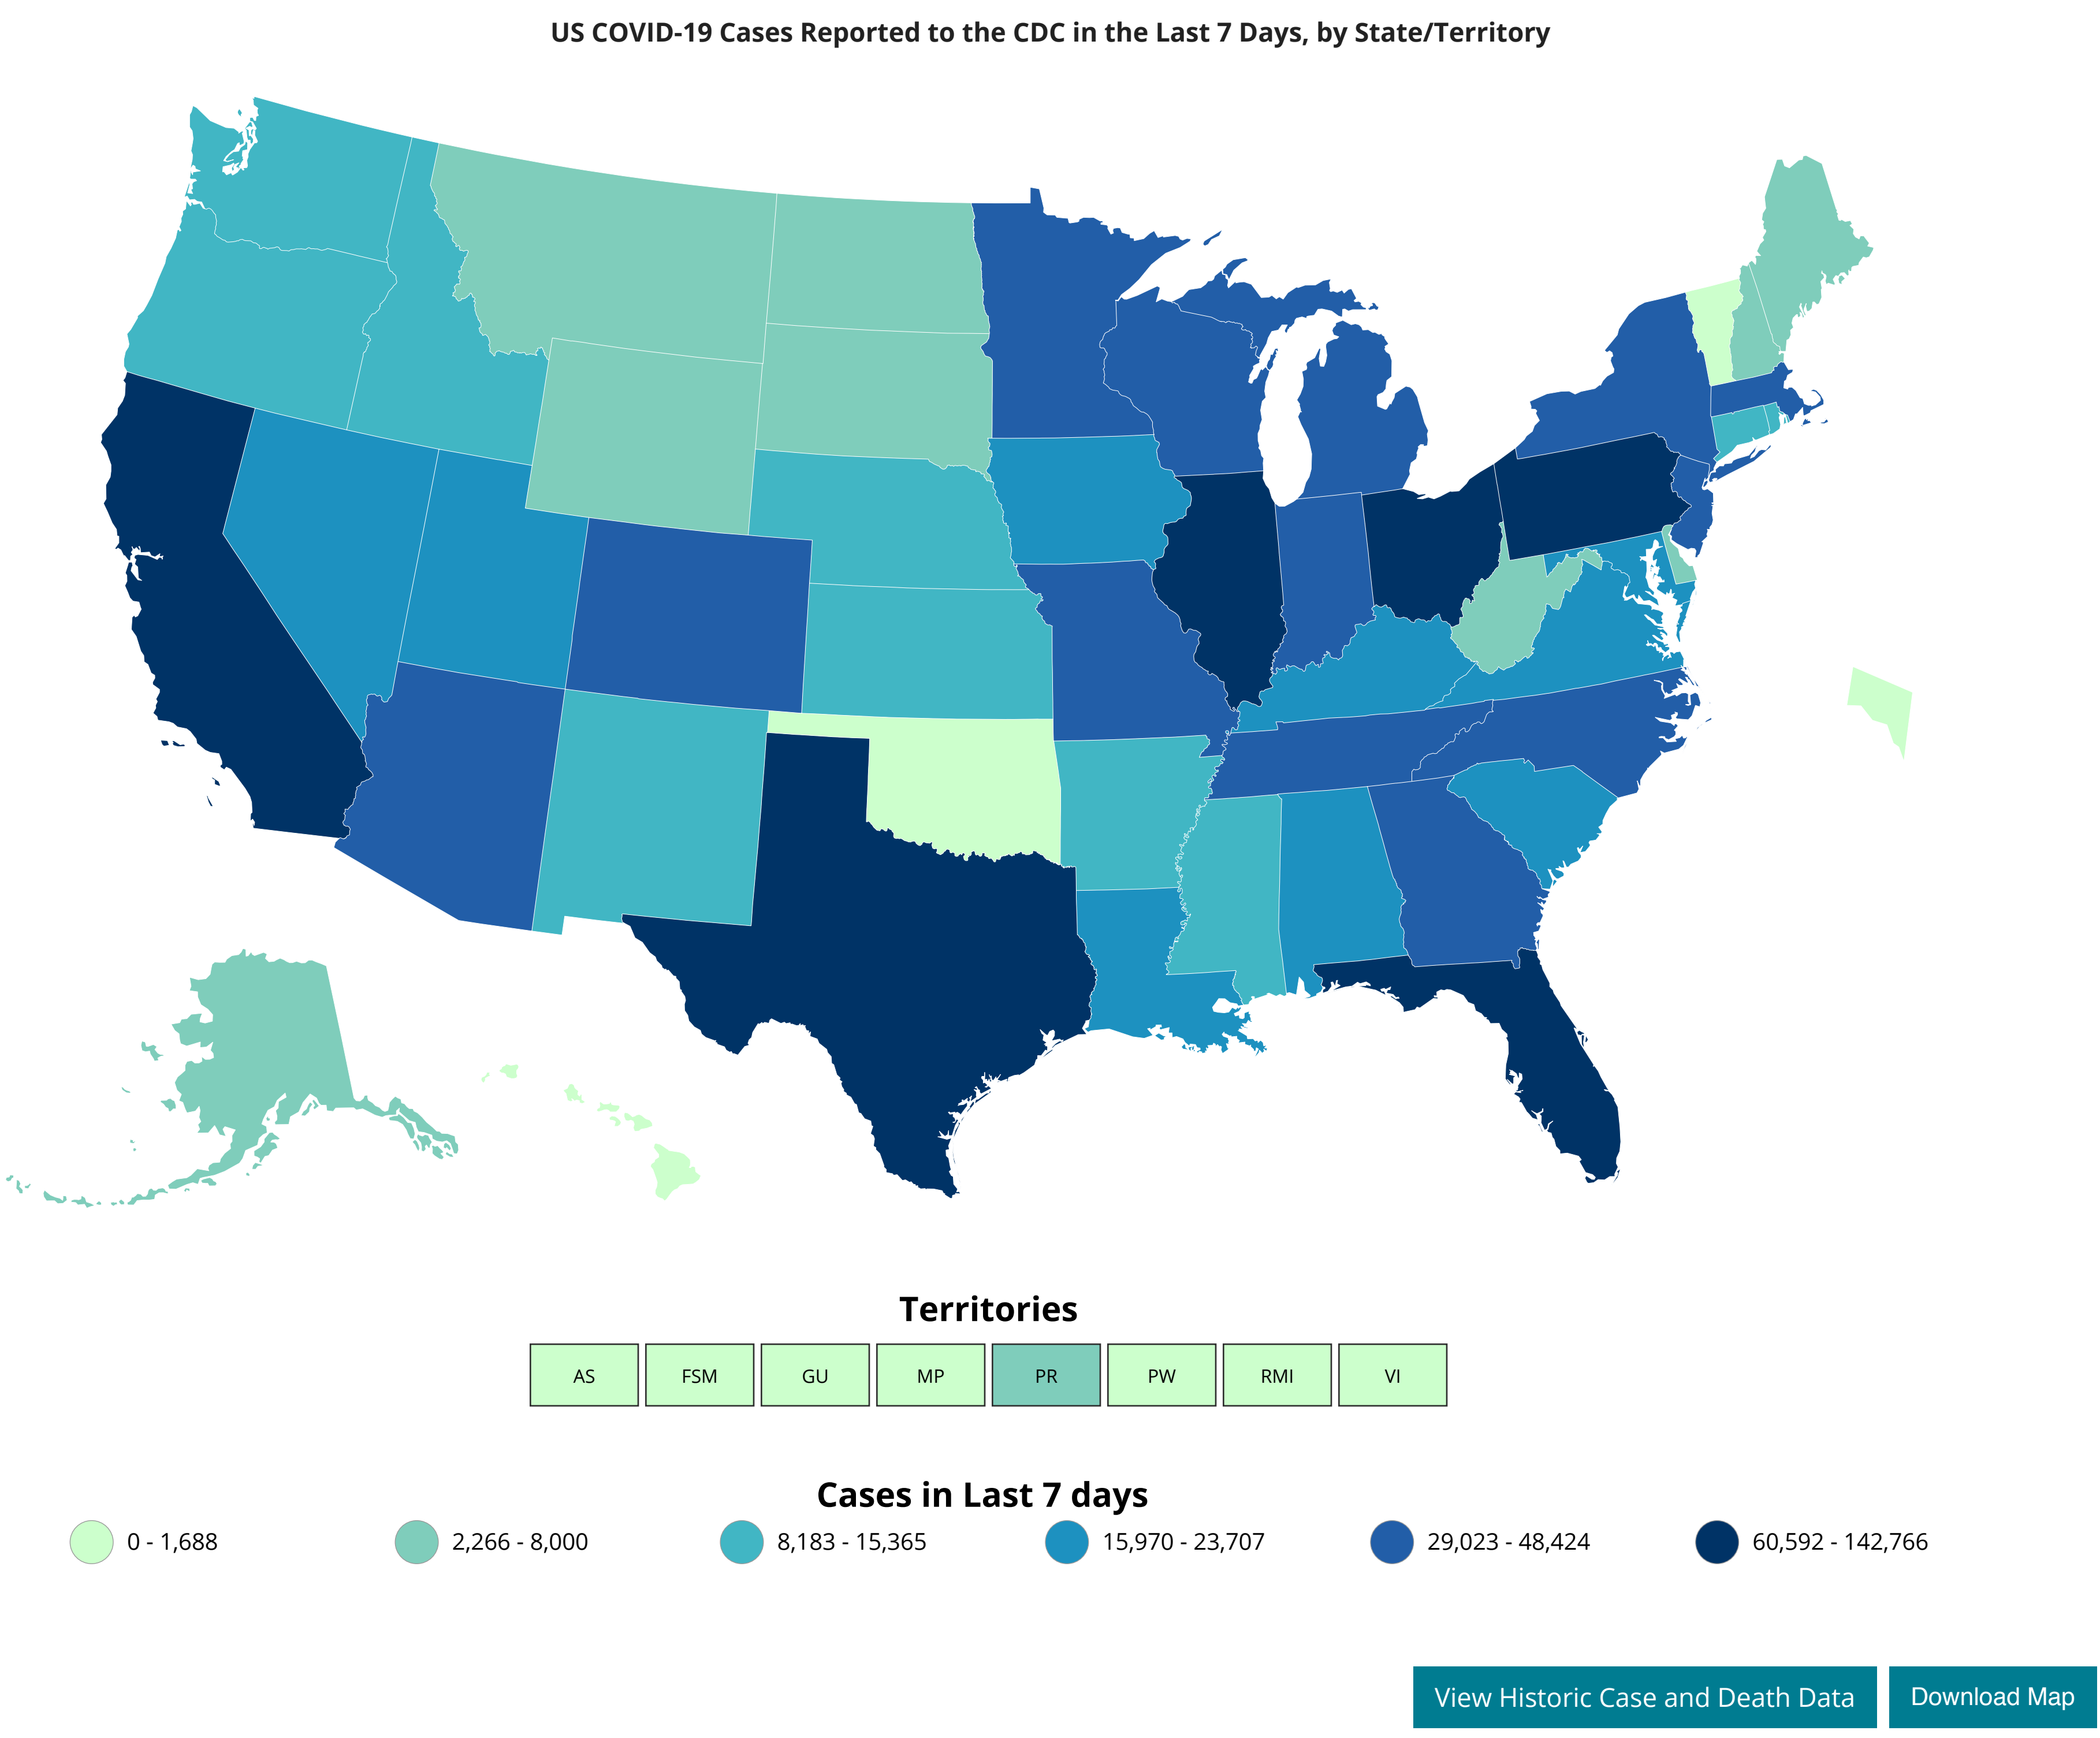 US COVID-19 Cases Reported to the CDC in the Last 7 Days, by State/Territory
Territories
AS FSM GU MP PR PW RMI VI
Cases in Last 7 days
0 - 1,688 2,266 - 8,000 8,183 - 15,365 15,970 - 23,707 29,023 - 48,424 60,592 - 142,766
View Historic Case and Death Data Download Map